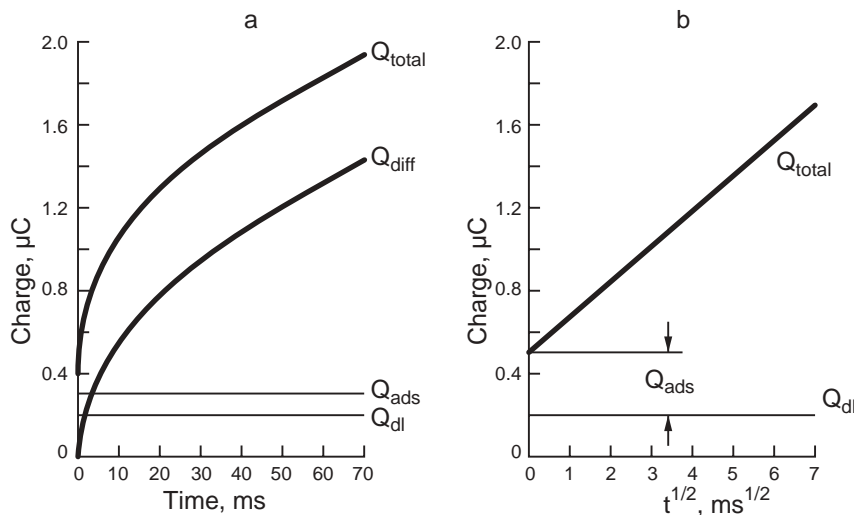 a
2.0
1.6
1.2
0.8
0.4
0
Charge, µC
Q_total
Q_diff
Q_ads
Q_dl
0 10 20 30 40 50 60 70
Time, ms
b
2.0
1.6
1.2
0.8
0.4
0
Charge, µC
Q_total
Q_ads
Q_dl
0 1 2 3 4 5 6 7
t^1/2, ms^1/2